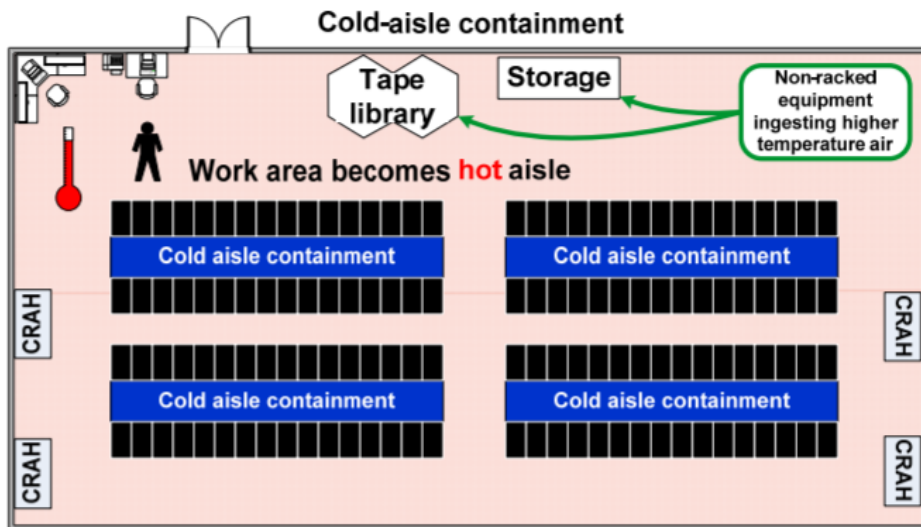 Cold-aisle containment
Tape
library
Storage
Non-racked
equipment
ingesting higher
temperature air
Work area becomes hot aisle
Cold aisle containment
Cold aisle containment
CRAH
CRAH
Cold aisle containment
Cold aisle containment
CRAH
CRAH